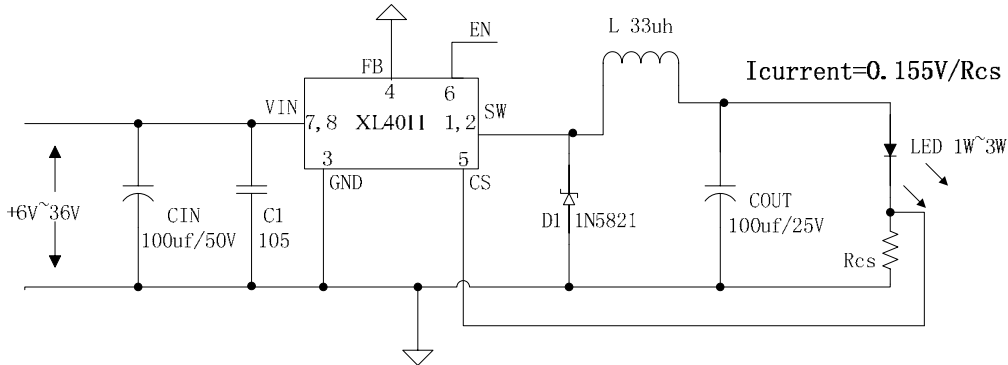 L 33uh
EN
FB
Icurrent=0.155V/Rcs
4
6
VIN
SW
7,8
XL4011
1,2
3
5
GND
CS
LED 1W~3W
+6V~36V
CIN
100uf/50V
C1
105
D1
1N5821
COUT
100uf/25V
Rcs